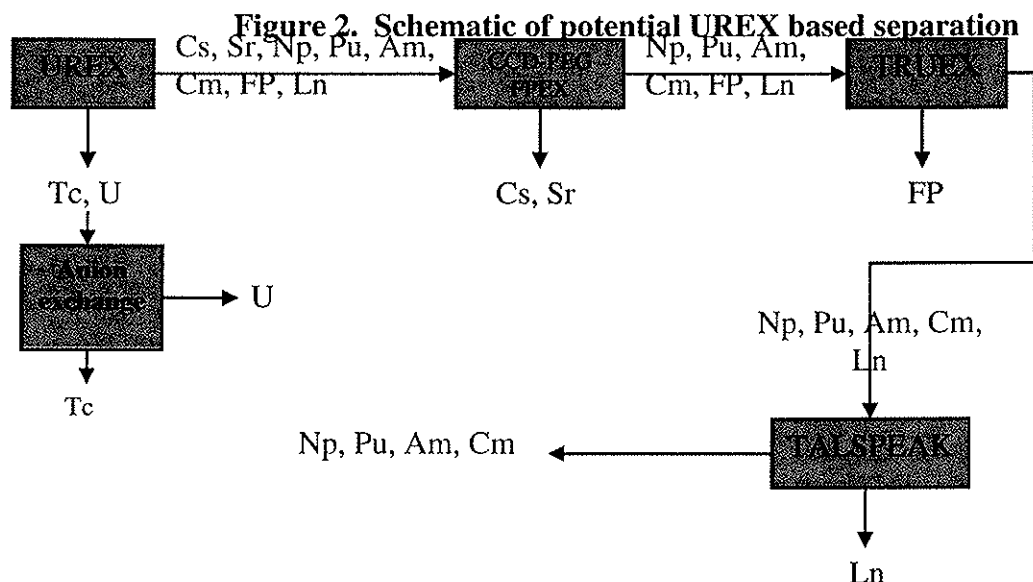 Figure 2. Schematic of potential UREX based separation
UREX
Cs, Sr, Np, Pu, Am,
Cm, FP, Ln
CCD-PEG
FPEX
Np, Pu, Am,
Cm, FP, Ln
TRUEX
Tc, U
Cs, Sr
FP
Anion
exchange
U
Tc
Np, Pu, Am, Cm,
Ln
TALSPEAK
Np, Pu, Am, Cm
Ln